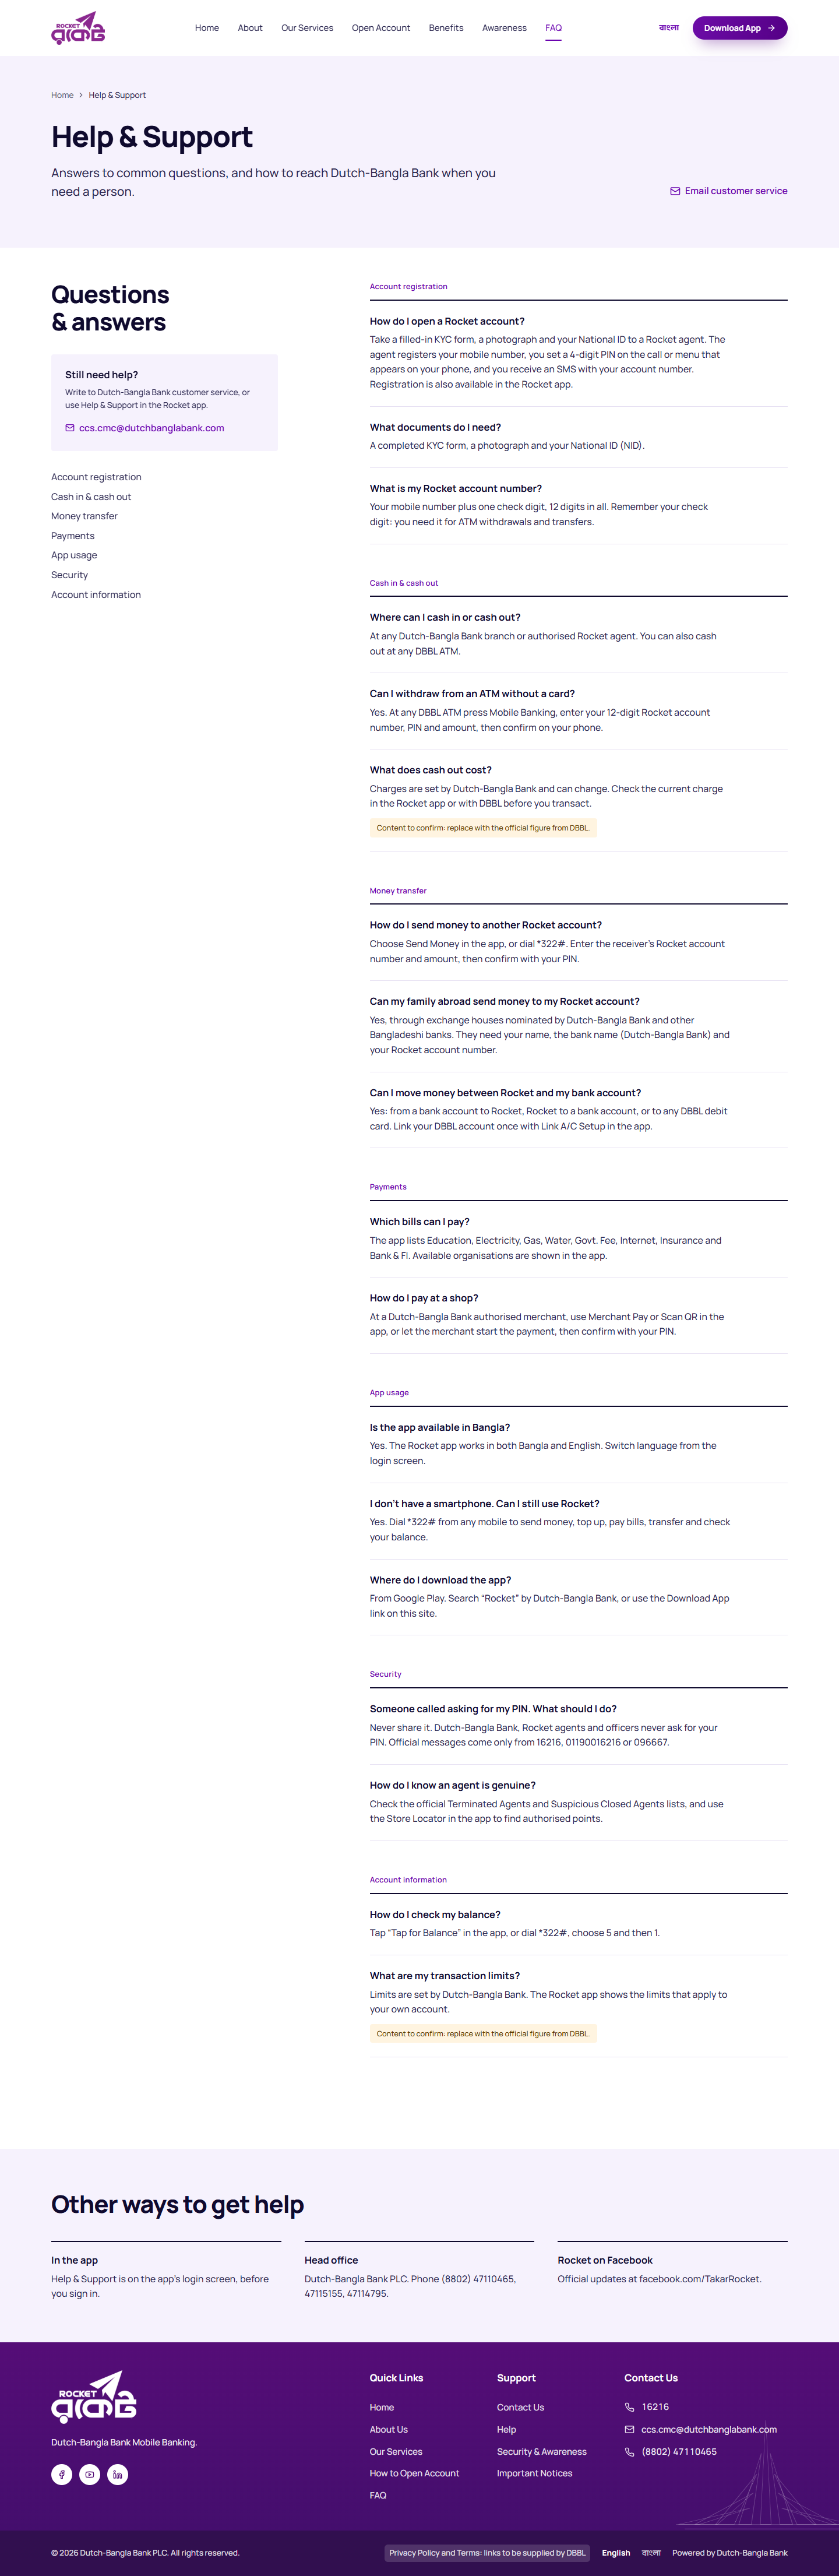 ROCKET
রকেট
Home
About
Our Services
Open Account
Benefits
Awareness
FAQ
বাংলা
Download App
Home > Help & Support
Help & Support
Answers to common questions, and how to reach Dutch-Bangla Bank when you
need a person.
Email customer service
Questions
& answers
Still need help?
Write to Dutch-Bangla Bank customer service, or
use Help & Support in the Rocket app.
ccs.cmc@dutchbanglabank.com
Account registration
Cash in & cash out
Money transfer
Payments
App usage
Security
Account information
Account registration
How do I open a Rocket account?
Take a filled-in KYC form, a photograph and your National ID to a Rocket agent. The
agent registers your mobile number, you set a 4-digit PIN on the call or menu that
appears on your phone, and you receive an SMS with your account number.
Registration is also available in the Rocket app.
What documents do I need?
A completed KYC form, a photograph and your National ID (NID).
What is my Rocket account number?
Your mobile number plus one check digit, 12 digits in all. Remember your check
digit: you need it for ATM withdrawals and transfers.
Cash in & cash out
Where can I cash in or cash out?
At any Dutch-Bangla Bank branch or authorised Rocket agent. You can also cash
out at any DBBL ATM.
Can I withdraw from an ATM without a card?
Yes. At any DBBL ATM press Mobile Banking, enter your 12-digit Rocket account
number, PIN and amount, then confirm on your phone.
What does cash out cost?
Charges are set by Dutch-Bangla Bank and can change. Check the current charge
in the Rocket app or with DBBL before you transact.
Content to confirm: replace with the official figure from DBBL.
Money transfer
How do I send money to another Rocket account?
Choose Send Money in the app, or dial *322#. Enter the receiver's Rocket account
number and amount, then confirm with your PIN.
Can my family abroad send money to my Rocket account?
Yes, through exchange houses nominated by Dutch-Bangla Bank and other
Bangladeshi banks. They need your name, the bank name (Dutch-Bangla Bank) and
your Rocket account number.
Can I move money between Rocket and my bank account?
Yes: from a bank account to Rocket, Rocket to a bank account, or to any DBBL debit
card. Link your DBBL account once with Link A/C Setup in the app.
Payments
Which bills can I pay?
The app lists Education, Electricity, Gas, Water, Govt. Fee, Internet, Insurance and
Bank & FI. Available organisations are shown in the app.
How do I pay at a shop?
At a Dutch-Bangla Bank authorised merchant, use Merchant Pay or Scan QR in the
app, or let the merchant start the payment, then confirm with your PIN.
App usage
Is the app available in Bangla?
Yes. The Rocket app works in both Bangla and English. Switch language from the
login screen.
I don't have a smartphone. Can I still use Rocket?
Yes. Dial *322# from any mobile to send money, top up, pay bills, transfer and check
your balance.
Where do I download the app?
From Google Play. Search “Rocket” by Dutch-Bangla Bank, or use the Download App
link on this site.
Security
Someone called asking for my PIN. What should I do?
Never share it. Dutch-Bangla Bank, Rocket agents and officers never ask for your
PIN. Official messages come only from 16216, 01190016216 or 096667.
How do I know an agent is genuine?
Check the official Terminated Agents and Suspicious Closed Agents lists, and use
the Store Locator in the app to find authorised points.
Account information
How do I check my balance?
Tap “Tap for Balance” in the app, or dial *322#, choose 5 and then 1.
What are my transaction limits?
Limits are set by Dutch-Bangla Bank. The Rocket app shows the limits that apply to
your own account.
Content to confirm: replace with the official figure from DBBL.
Other ways to get help
In the app
Help & Support is on the app's login screen, before
you sign in.
Head office
Dutch-Bangla Bank PLC. Phone (8802) 47110465,
47115155, 47114795.
Rocket on Facebook
Official updates at facebook.com/TakarRocket.
ROCKET
রকেট
Dutch-Bangla Bank Mobile Banking.
Quick Links
Home
About Us
Our Services
How to Open Account
FAQ
Support
Contact Us
Help
Security & Awareness
Important Notices
Contact Us
16216
ccs.cmc@dutchbanglabank.com
(8802) 47110465
© 2026 Dutch-Bangla Bank PLC. All rights reserved.
Privacy Policy and Terms: links to be supplied by DBBL
English
বাংলা
Powered by Dutch-Bangla Bank